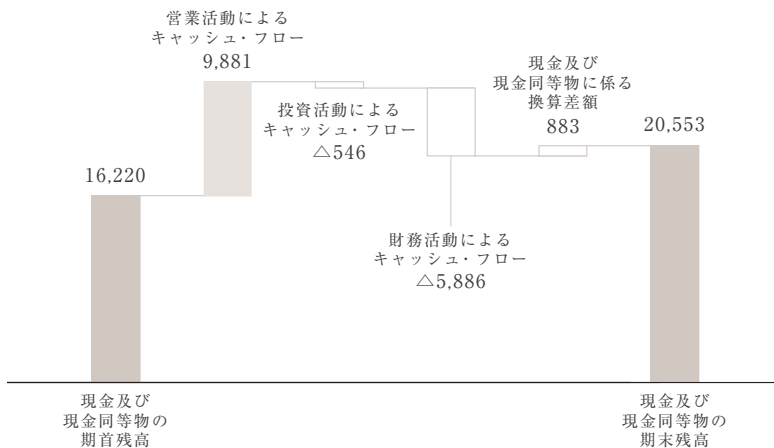 営業活動による
キャッシュ・フロー
9,881
投資活動による
キャッシュ・フロー
△546
現金及び
現金同等物に係る
換算差額
883
20,553
16,220
財務活動による
キャッシュ・フロー
△5,886
現金及び
現金同等物の
期首残高
現金及び
現金同等物の
期末残高